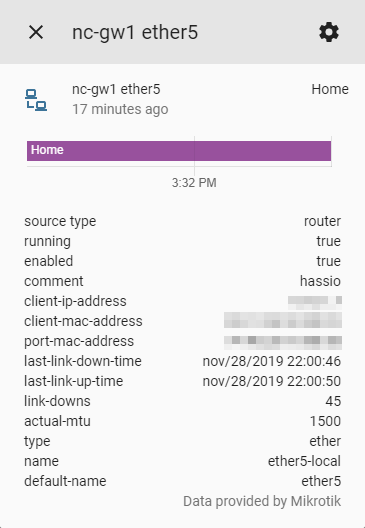 nc-gw1 ether5
nc-gw1 ether5 Home
17 minutes ago
Home
3:32 PM
source type router
running true
enabled true
comment hassio
client-ip-address
client-mac-address
port-mac-address
last-link-down-time nov/28/2019 22:00:46
last-link-up-time nov/28/2019 22:00:50
link-downs 45
actual-mtu 1500
type ether
name ether5-local
default-name ether5
Data provided by Mikrotik